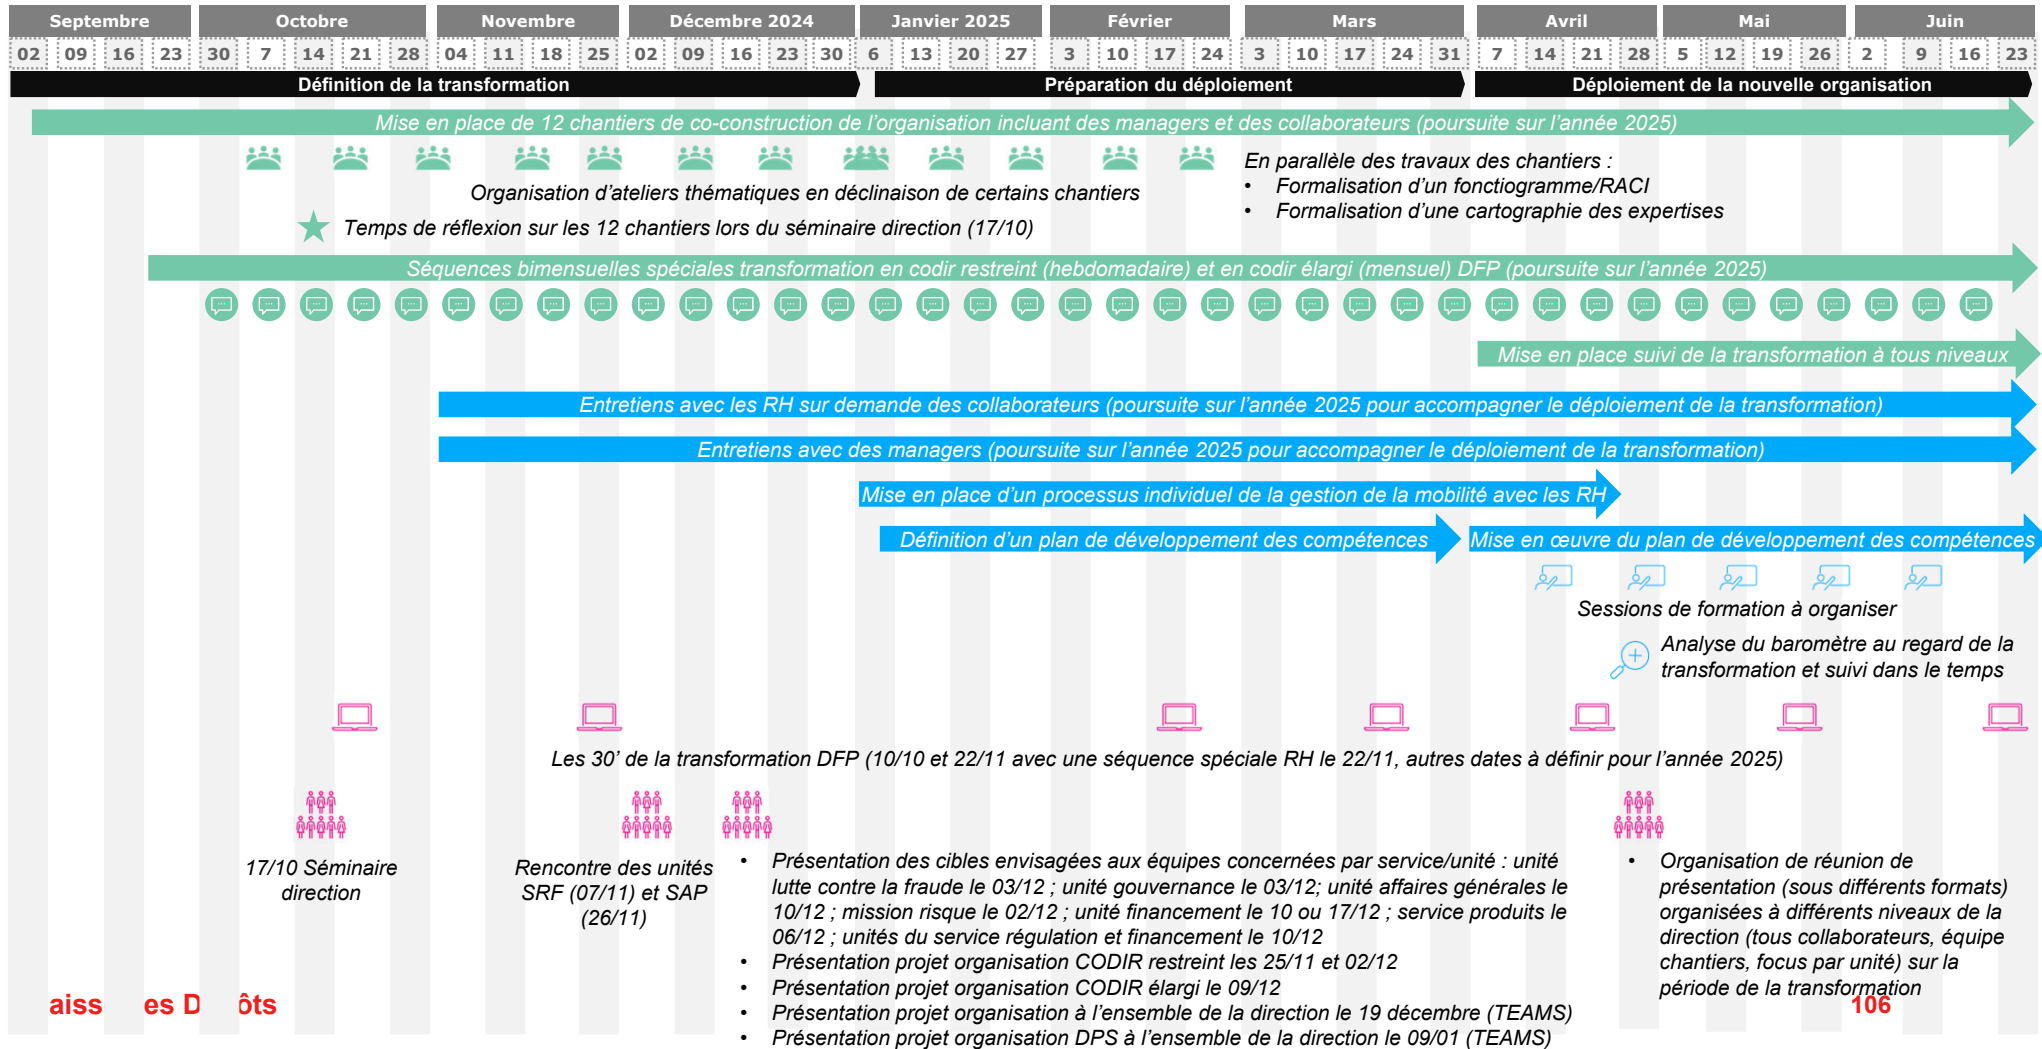 Septembre Octobre Novembre Décembre 2024 Janvier 2025 Février Mars Avril Mai Juin
02 09 16 23 30 7 14 21 28 04 11 18 25 02 09 16 23 30 6 13 20 27 3 10 17 24 3 10 17 24 31 7 14 21 28 5 12 19 26 2 9 16 23
Définition de la transformation Préparation du déploiement Déploiement de la nouvelle organisation
Mise en place de 12 chantiers de co-construction de l'organisation incluant des managers et des collaborateurs (poursuite sur l'année 2025)
Organisation d'ateliers thématiques en déclinaison de certains chantiers
En parallèle des travaux des chantiers :
• Formalisation d'un fonctiogramme/RACI
• Formalisation d'une cartographie des expertises
Temps de réflexion sur les 12 chantiers lors du séminaire direction (17/10)
Séquences bimensuelles spéciales transformation en codir restreint (hebdomadaire) et en codir élargi (mensuel) DFP (poursuite sur l'année 2025)
Mise en place suivi de la transformation à tous niveaux
Entretiens avec les RH sur demande des collaborateurs (poursuite sur l'année 2025 pour accompagner le déploiement de la transformation)
Entretiens avec des managers (poursuite sur l'année 2025 pour accompagner le déploiement de la transformation)
Mise en place d'un processus individuel de la gestion de la mobilité avec les RH
Définition d'un plan de développement des compétences
Mise en œuvre du plan de développement des compétences
Sessions de formation à organiser
Analyse du baromètre au regard de la
transformation et suivi dans le temps
Les 30' de la transformation DFP (10/10 et 22/11 avec une séquence spéciale RH le 22/11, autres dates à définir pour l'année 2025)
17/10 Séminaire
direction
Rencontre des unités
SRF (07/11) et SAP
(26/11)
• Présentation des cibles envisagées aux équipes concernées par service/unité : unité
lutte contre la fraude le 03/12 ; unité gouvernance le 03/12; unité affaires générales le
10/12 ; mission risque le 02/12 ; unité financement le 10 ou 17/12 ; service produits le
06/12 ; unités du service régulation et financement le 10/12
• Présentation projet organisation CODIR restreint les 25/11 et 02/12
• Présentation projet organisation CODIR élargi le 09/12
• Présentation projet organisation à l'ensemble de la direction le 19 décembre (TEAMS)
• Présentation projet organisation DPS à l'ensemble de la direction le 09/01 (TEAMS)
• Organisation de réunion de
présentation (sous différents formats)
organisées à différents niveaux de la
direction (tous collaborateurs, équipe
chantiers, focus par unité) sur la
période de la transformation
aiss es D ôts
106